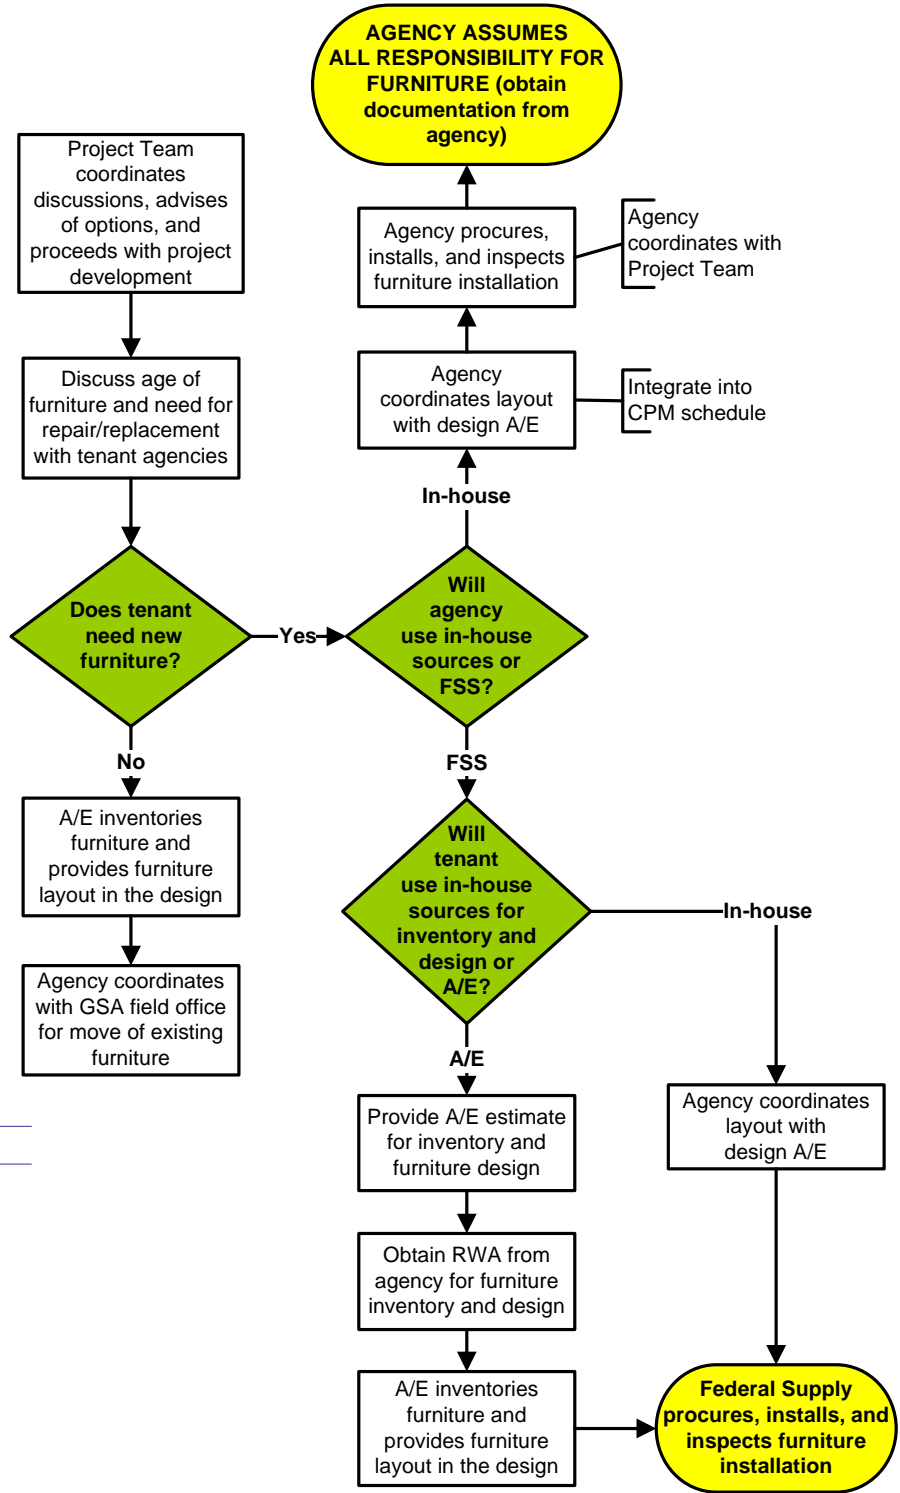 AGENCY ASSUMES
ALL RESPONSIBILITY FOR
FURNITURE (obtain
documentation from
agency)
Project Team
coordinates
discussions, advises
of options, and
proceeds with project
development
Agency procures,
installs, and inspects
furniture installation
Agency
coordinates with
Project Team
Discuss age of
furniture and need for
repair/replacement
with tenant agencies
Agency
coordinates layout
with design A/E
Integrate into
CPM schedule
In-house
Does tenant
need new
furniture?
Yes
Will
agency
use in-house
sources or
FSS?
No
FSS
A/E inventories
furniture and
provides furniture
layout in the design
Will
tenant
use in-house
sources for
inventory and
design or
A/E?
In-house
Agency coordinates
with GSA field office
for move of existing
furniture
A/E
Provide A/E estimate
for inventory and
furniture design
Agency coordinates
layout with
design A/E
Obtain RWA from
agency for furniture
inventory and design
A/E inventories
furniture and
provides furniture
layout in the design
Federal Supply
procures, installs, and
inspects furniture
installation